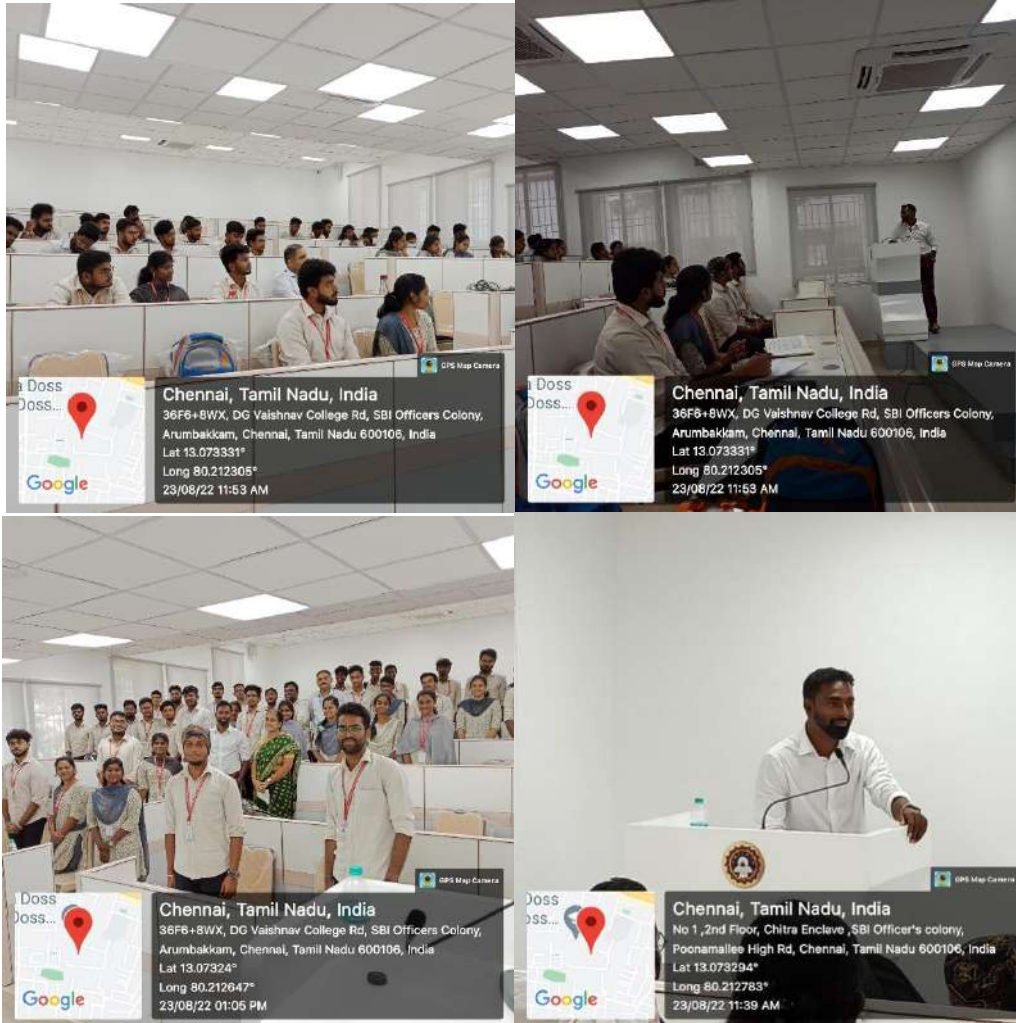 GPS Map Camera
a Doss
Doss...
Google
Chennai, Tamil Nadu, India
36F6+8WX, DG Vaishnav College Rd, SBI Officers Colony,
Arumbakkam, Chennai, Tamil Nadu 600106, India
Lat 13.073331°
Long 80.212305°
23/08/22 11:53 AM
GPS Map Camera
a Doss
Doss...
Google
Chennai, Tamil Nadu, India
36F6+8WX, DG Vaishnav College Rd, SBI Officers Colony,
Arumbakkam, Chennai, Tamil Nadu 600106, India
Lat 13.073331°
Long 80.212305°
23/08/22 11:53 AM
GPS Map Camera
Doss
Doss...
Google
Chennai, Tamil Nadu, India
36F6+8WX, DG Vaishnav College Rd, SBI Officers Colony,
Arumbakkam, Chennai, Tamil Nadu 600106, India
Lat 13.07324°
Long 80.212647°
23/08/22 01:05 PM
GPS Map Camera
Doss
oss...
Google
Chennai, Tamil Nadu, India
No 1 ,2nd Floor, Chitra Enclave ,SBI Officer's colony,
Poonamallee High Rd, Chennai, Tamil Nadu 600106, India
Lat 13.073294°
Long 80.212783°
23/08/22 11:39 AM